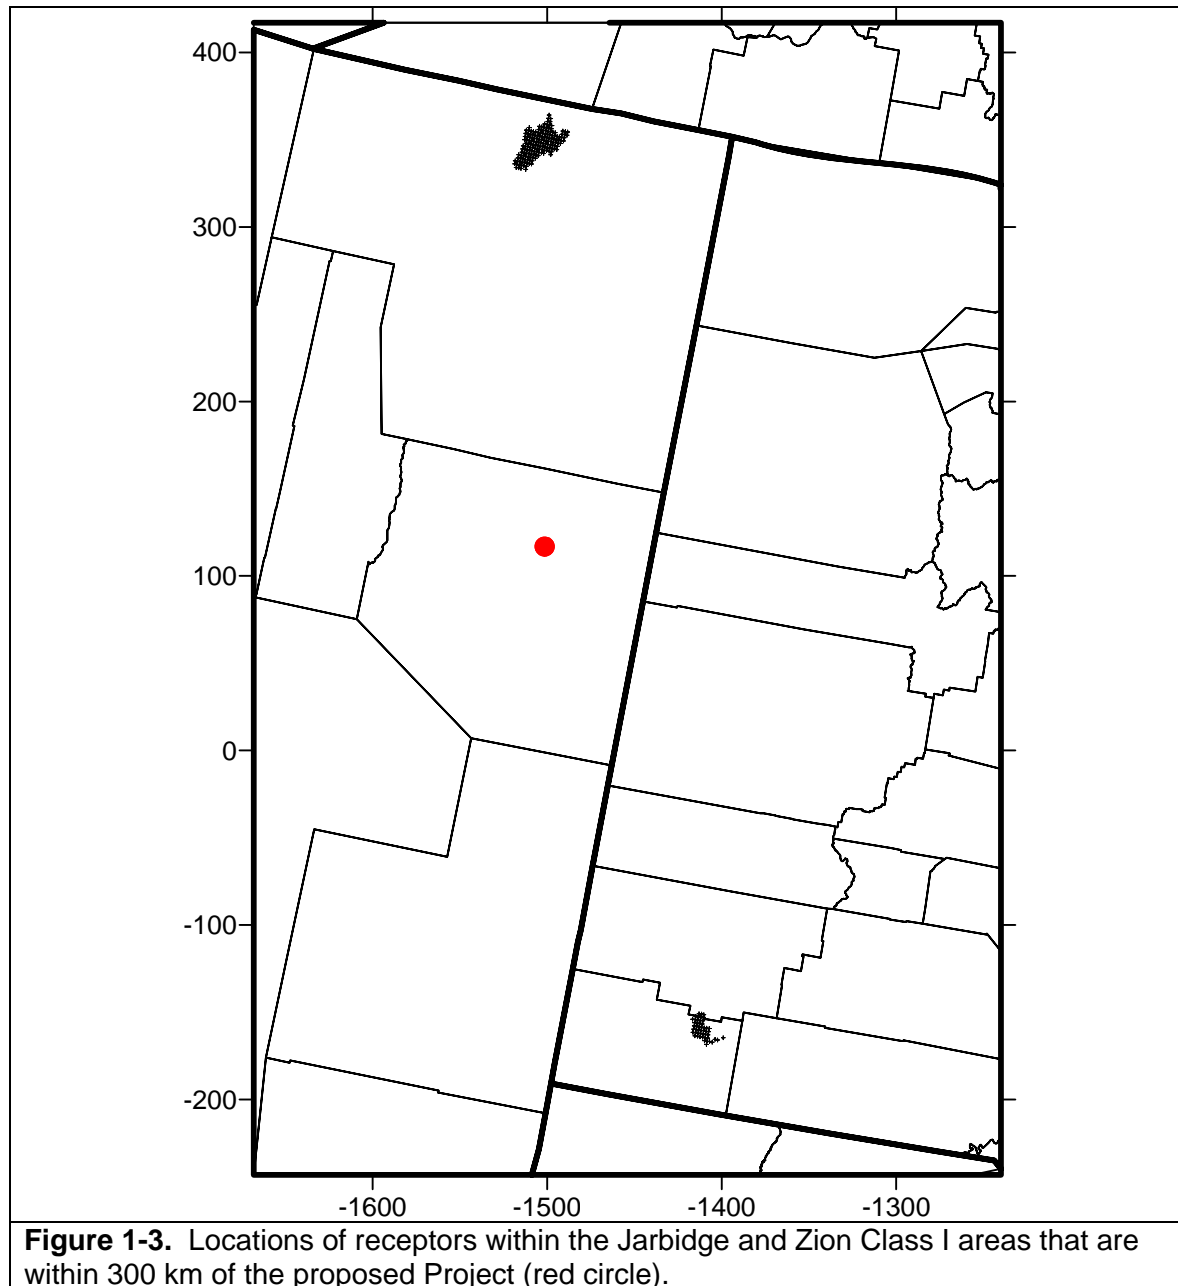 400
300
200
100
0
-100
-200
-1600 -1500 -1400 -1300
Figure 1-3. Locations of receptors within the Jarbidge and Zion Class I areas that are
within 300 km of the proposed Project (red circle).